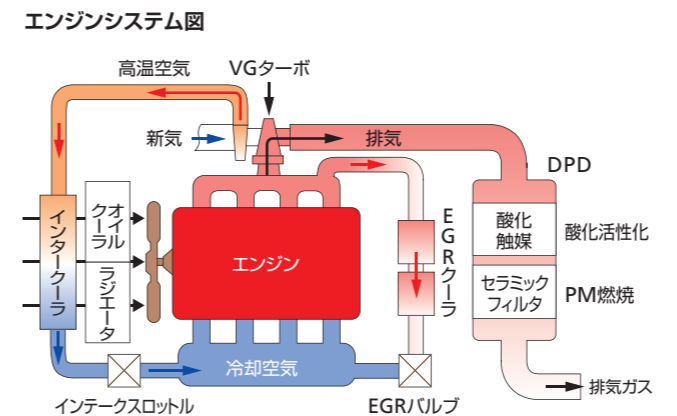 エンジンシステム図
高温空気
VGターボ
新気
排気
DPD
オイル
クーラ
インタークーラ
ラジエータ
エンジン
EGRクーラ
酸化
触媒
酸化活性化
セラミック
フィルタ
PM燃焼
冷却空気
インテークスロットル
EGRバルブ
排気ガス